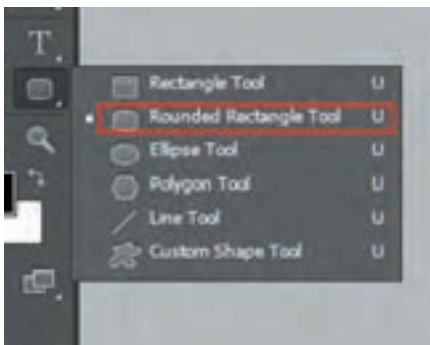 T
Rectangle Tool U
Rounded Rectangle Tool U
Ellipse Tool U
Polygon Tool U
Line Tool U
Custom Shape Tool U